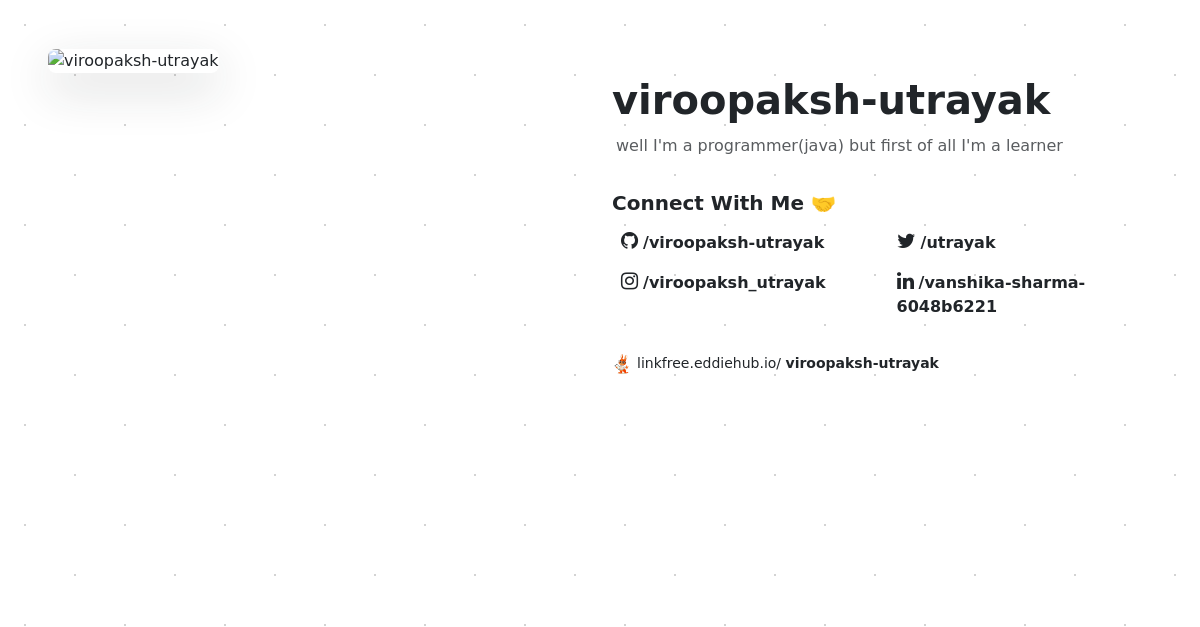 viroopaksh-utrayak
viroopaksh-utrayak
well I'm a programmer(java) but first of all I'm a learner
Connect With Me 🤝
/viroopaksh-utrayak
/utrayak
/viroopaksh_utrayak
/vanshika-sharma-
6048b6221
linkfree.eddiehub.io/ viroopaksh-utrayak